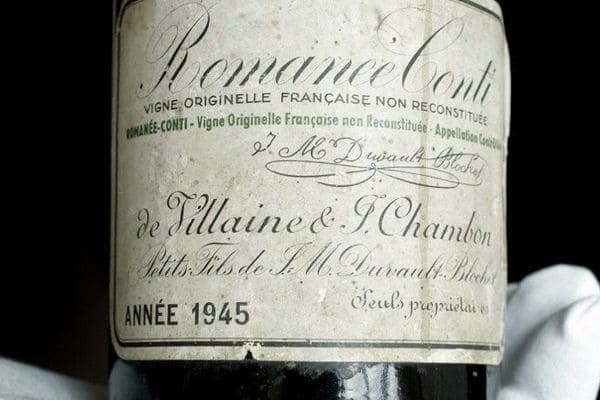 Romanée Conti
VIGNE ORIGINELLE FRANÇAISE NON RECONSTITUÉE
ROMANÉE-CONTI - Vigne Originelle Française non Reconstituée - Appellation Contrôlée
J. M. Duvault Blochet
de Villaine & J. Chambon
Petits-Fils de J. M. Duvault-Blochet
Seuls propriétaires
ANNÉE 1945